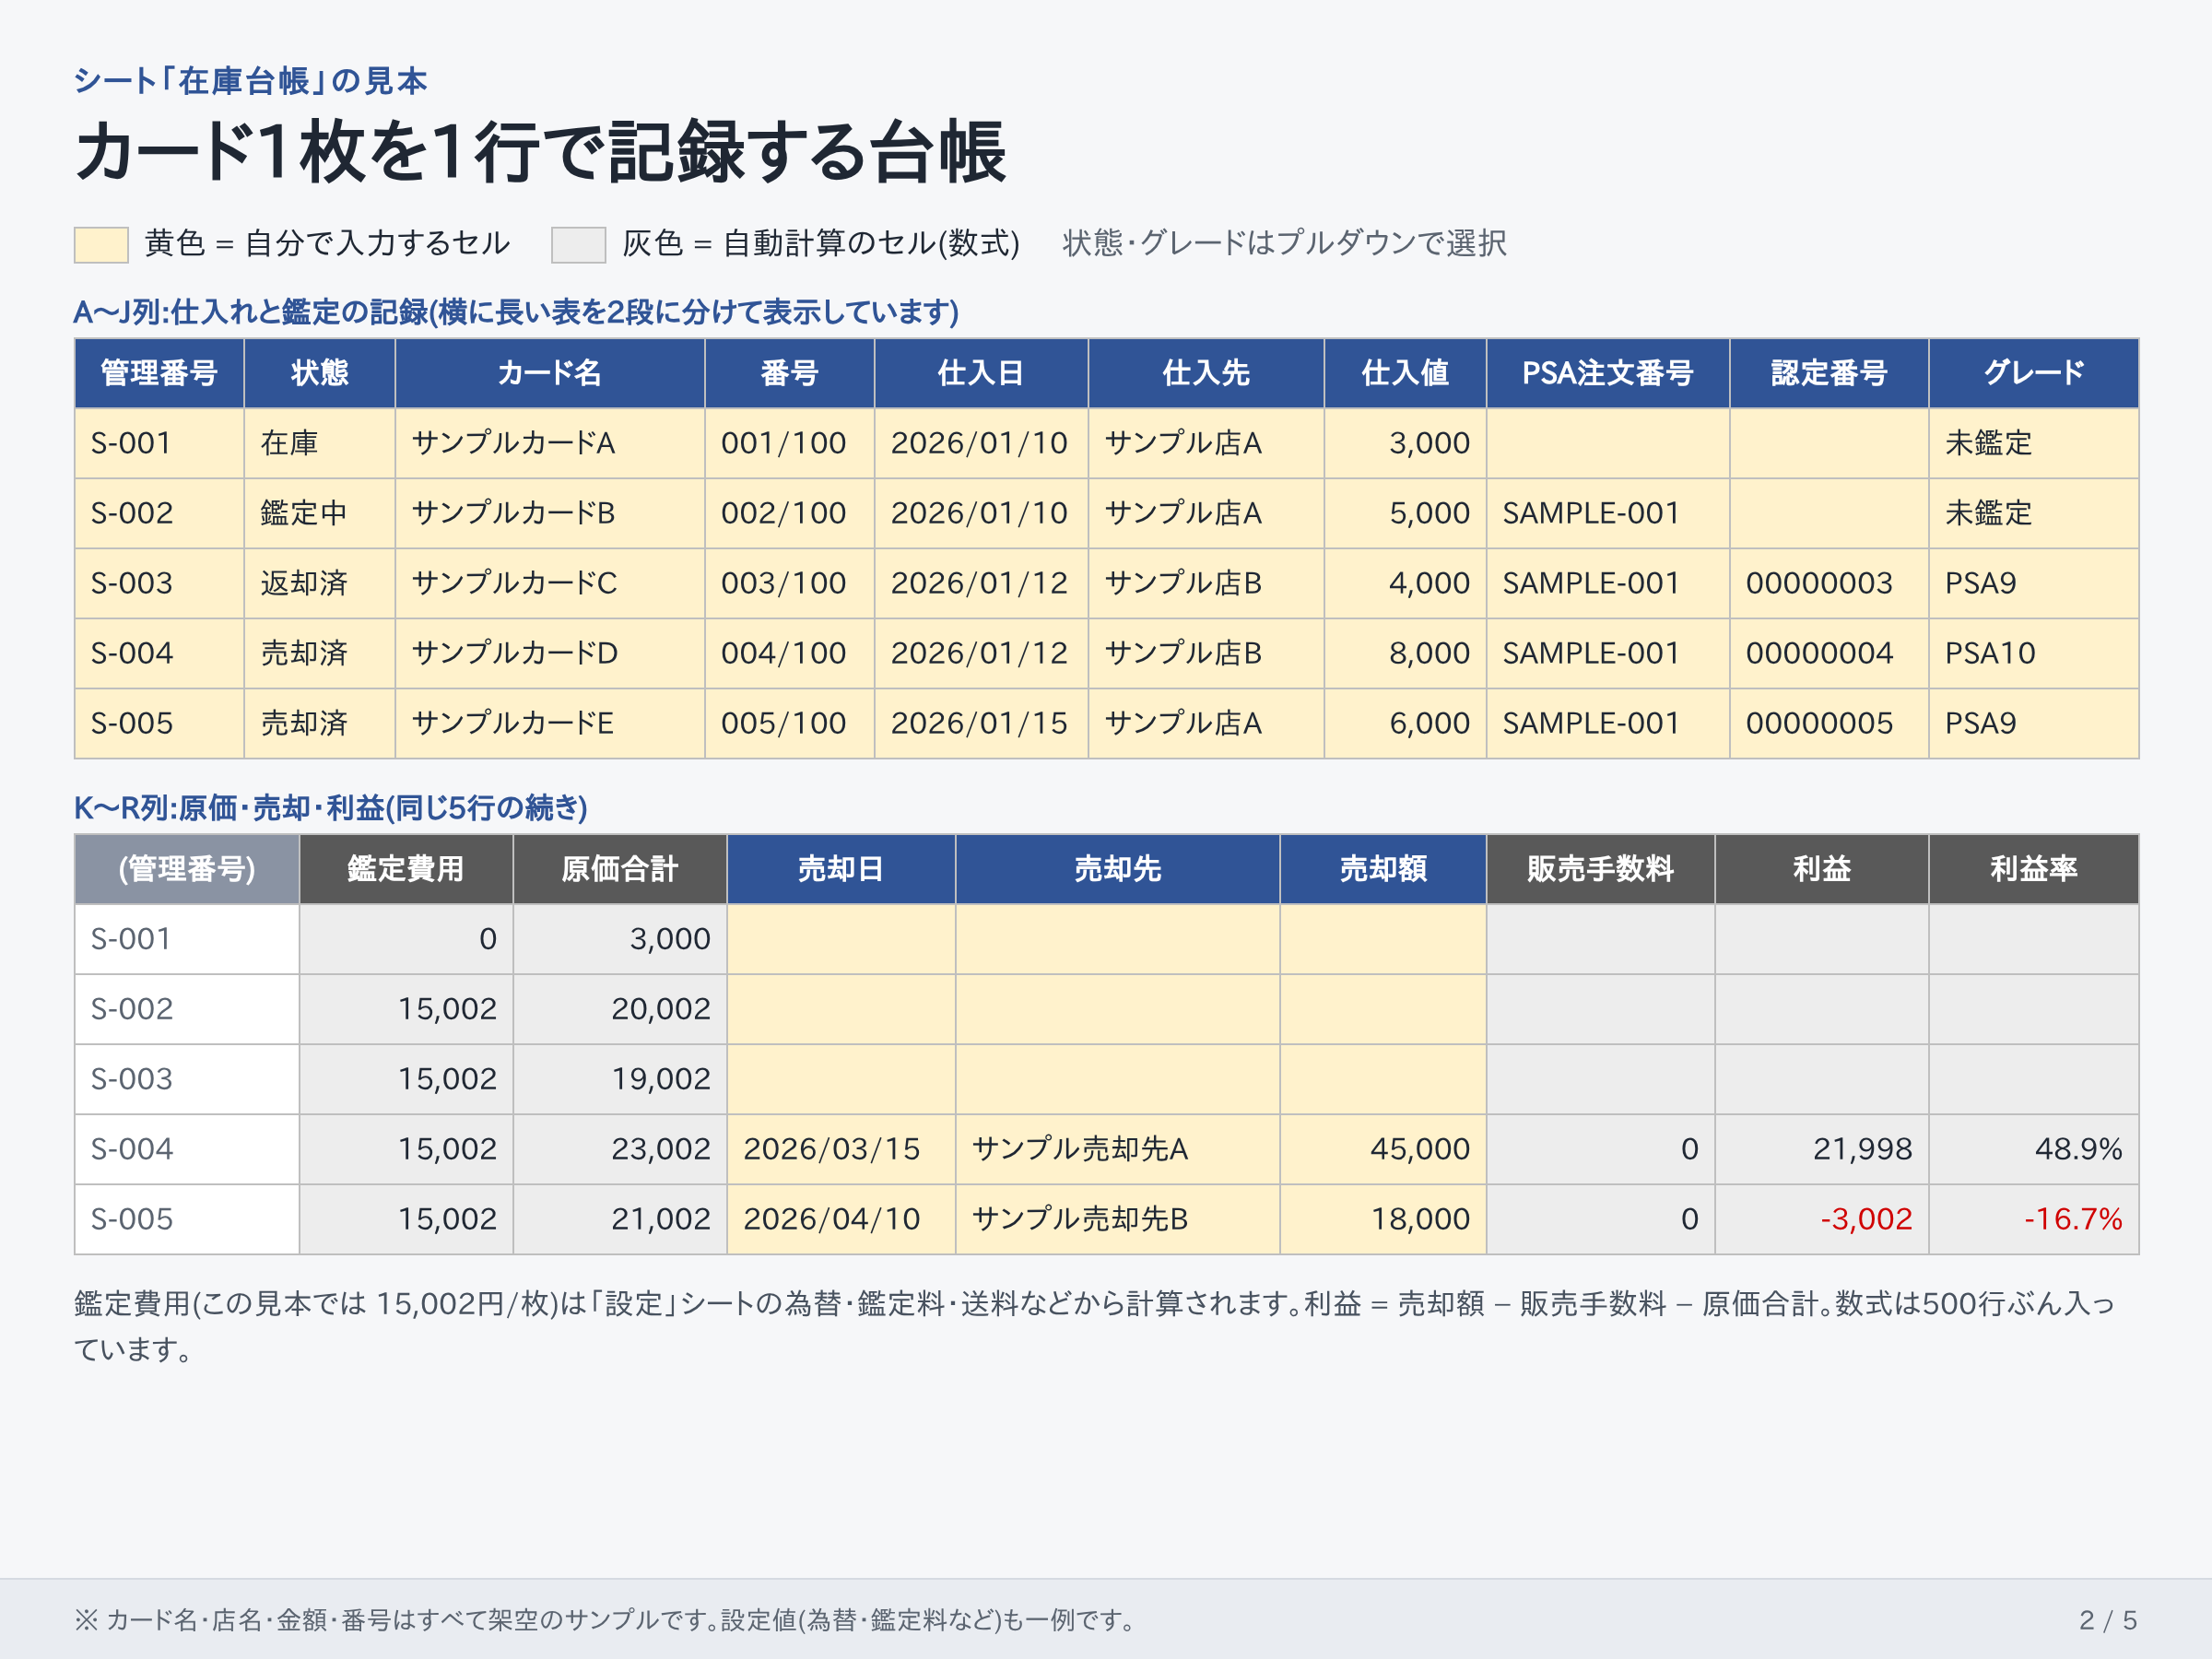 シート「在庫台帳」の見本
カード1枚を1行で記録する台帳
黄色 = 自分で入力するセル 灰色 = 自動計算のセル(数式) 状態・グレードはプルダウンで選択
A〜J列:仕入れと鑑定の記録(横に長い表を2段に分けて表示しています)
管理番号 状態 カード名 番号 仕入日 仕入先 仕入値 PSA注文番号 認定番号 グレード
S-001 在庫 サンプルカードA 001/100 2026/01/10 サンプル店A 3,000 未鑑定
S-002 鑑定中 サンプルカードB 002/100 2026/01/10 サンプル店A 5,000 SAMPLE-001 未鑑定
S-003 返却済 サンプルカードC 003/100 2026/01/12 サンプル店B 4,000 SAMPLE-001 00000003 PSA9
S-004 売却済 サンプルカードD 004/100 2026/01/12 サンプル店B 8,000 SAMPLE-001 00000004 PSA10
S-005 売却済 サンプルカードE 005/100 2026/01/15 サンプル店A 6,000 SAMPLE-001 00000005 PSA9
K〜R列:原価・売却・利益(同じ5行の続き)
(管理番号) 鑑定費用 原価合計 売却日 売却先 売却額 販売手数料 利益 利益率
S-001 0 3,000
S-002 15,002 20,002
S-003 15,002 19,002
S-004 15,002 23,002 2026/03/15 サンプル売却先A 45,000 0 21,998 48.9%
S-005 15,002 21,002 2026/04/10 サンプル売却先B 18,000 0 -3,002 -16.7%
鑑定費用(この見本では 15,002円/枚)は「設定」シートの為替・鑑定料・送料などから計算されます。利益 = 売却額 − 販売手数料 − 原価合計。数式は500行ぶん入っ
ています。
※ カード名・店名・金額・番号はすべて架空のサンプルです。設定値(為替・鑑定料など)も一例です。 2 / 5